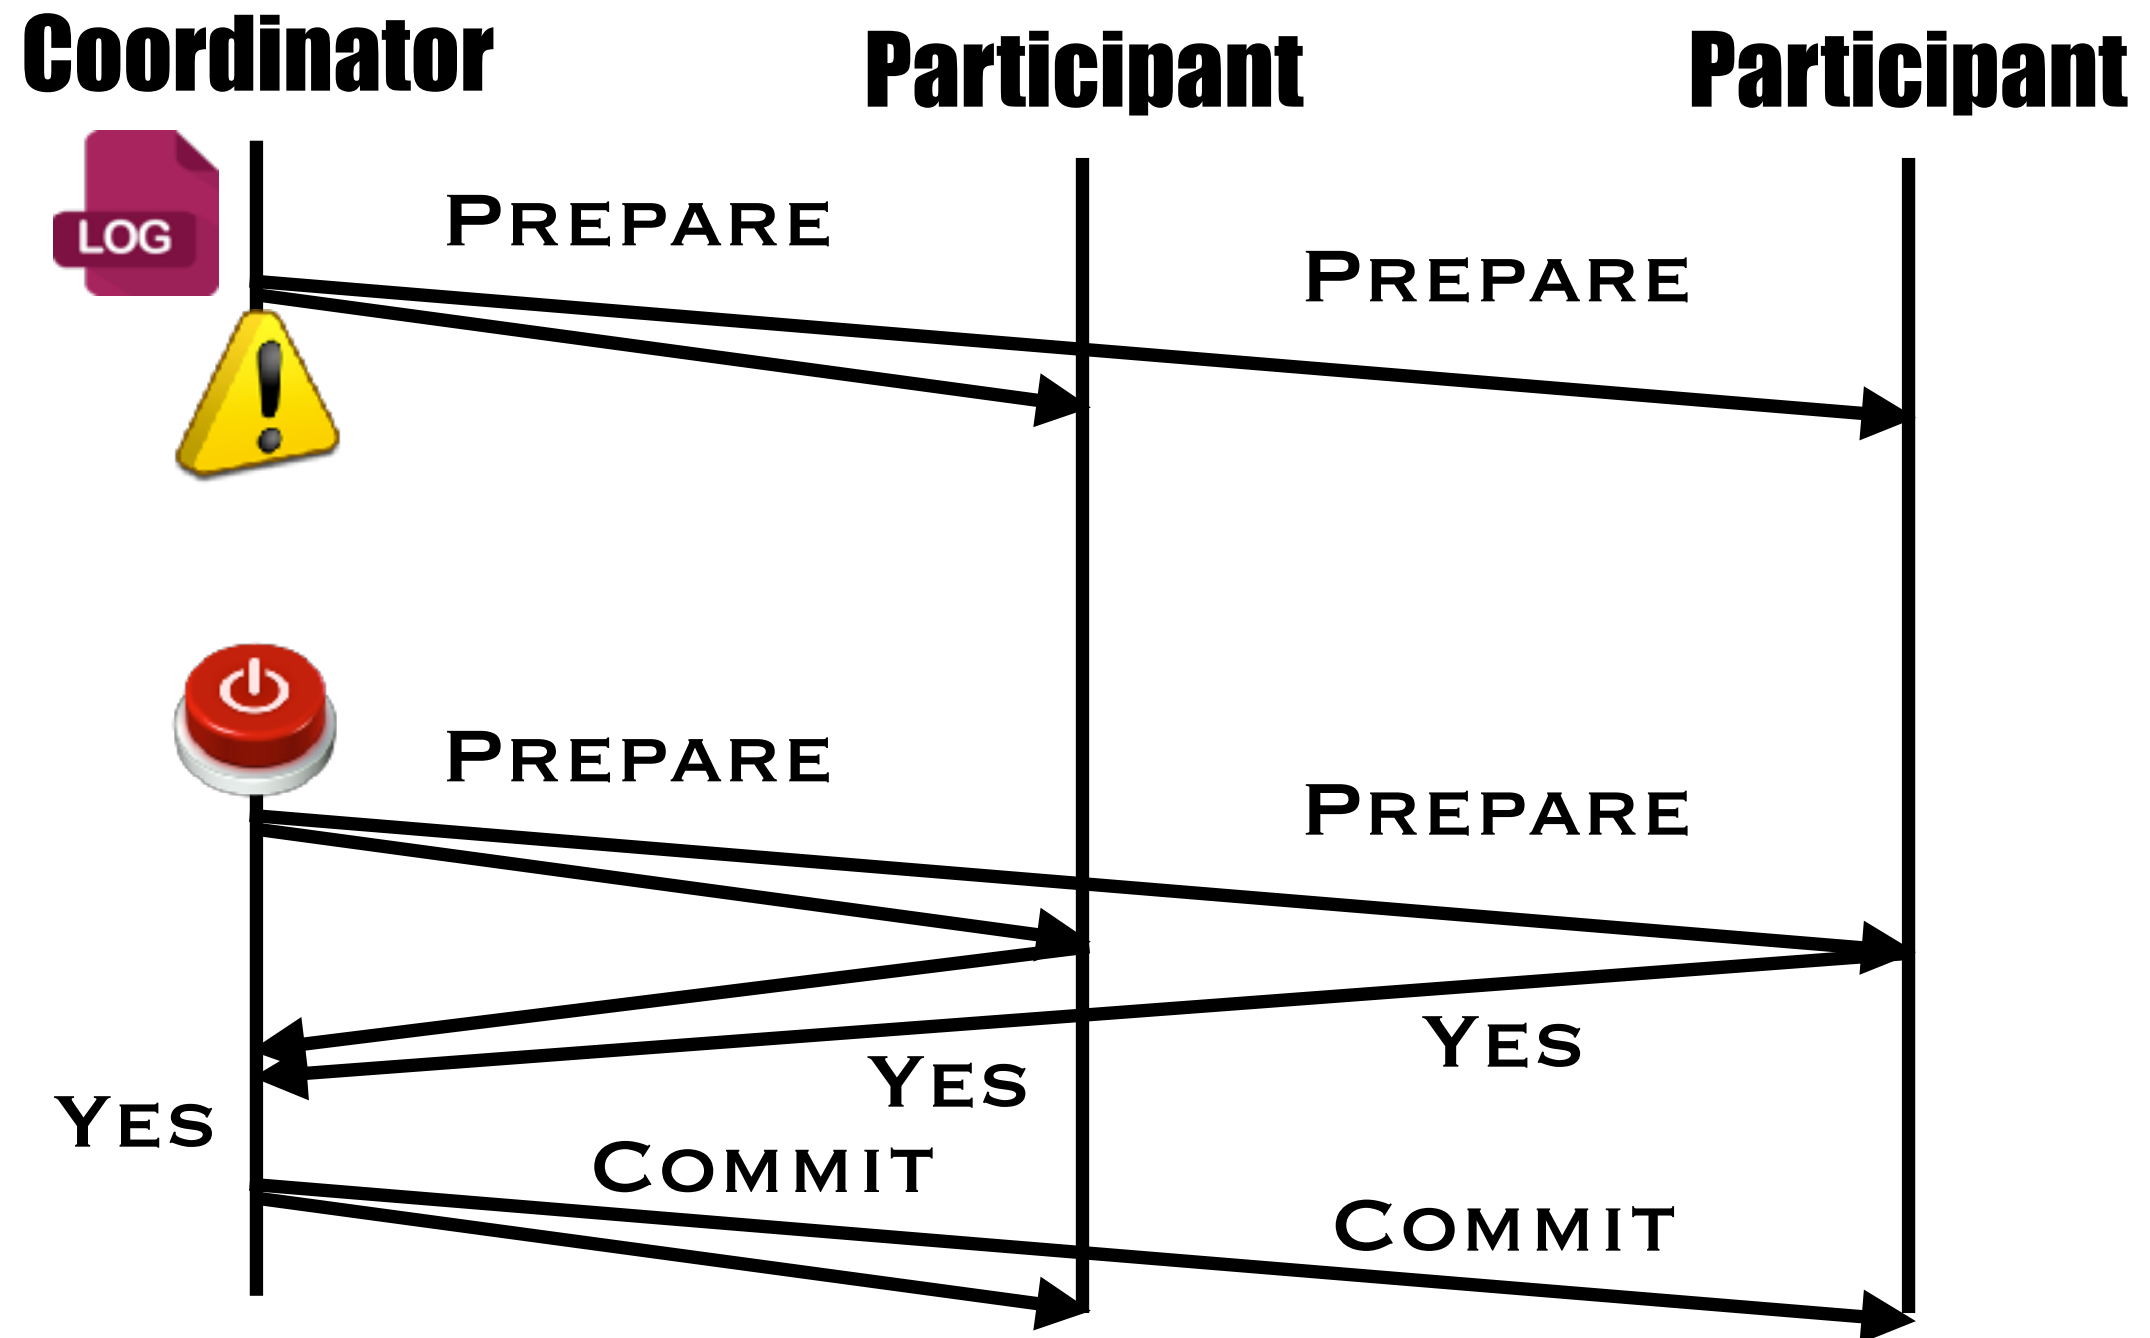 Coordinator
Participant
Participant
LOG
PREPARE
PREPARE
PREPARE
PREPARE
YES
YES
YES
COMMIT
COMMIT